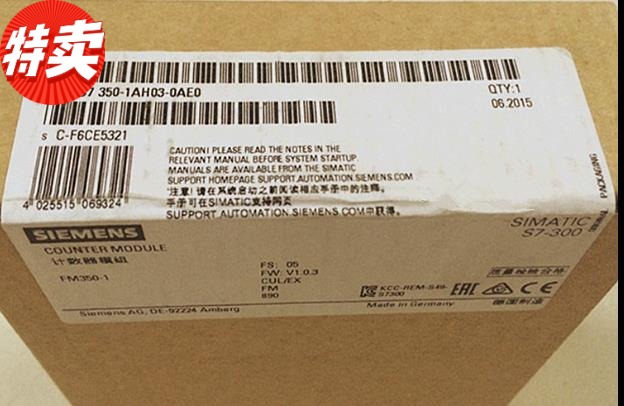 特卖
7 350-1AH03-0AE0
QTY:1
06.2015
S C-F6CE5321
CAUTION! PLEASE READ THE NOTES IN THE
RELEVANT MANUAL BEFORE SYSTEM STARTUP.
MANUALS ARE AVAILABLE FROM THE SIMATIC
SUPPORT HOMEPAGE SUPPORT.AUTOMATION.SIEMENS.COM
注意!请在系统启动之前阅读相应手册中的注释。
手册可在SIMATIC支持网页
SUPPORT.AUTOMATION.SIEMENS.COM中获得。
4 025515 069324
PACKAGING
SIEMENS
SIMATIC
S7-300
COUNTER MODULE
计数器模组
FM350-1
FS: 05
FW: V1.0.3
CUL/EX
FM
890
质量检验合格
KCC-REM-S49-
S7300
EAC
CE
Siemens AG, DE-92224 Amberg
Made in Germany
德国制造